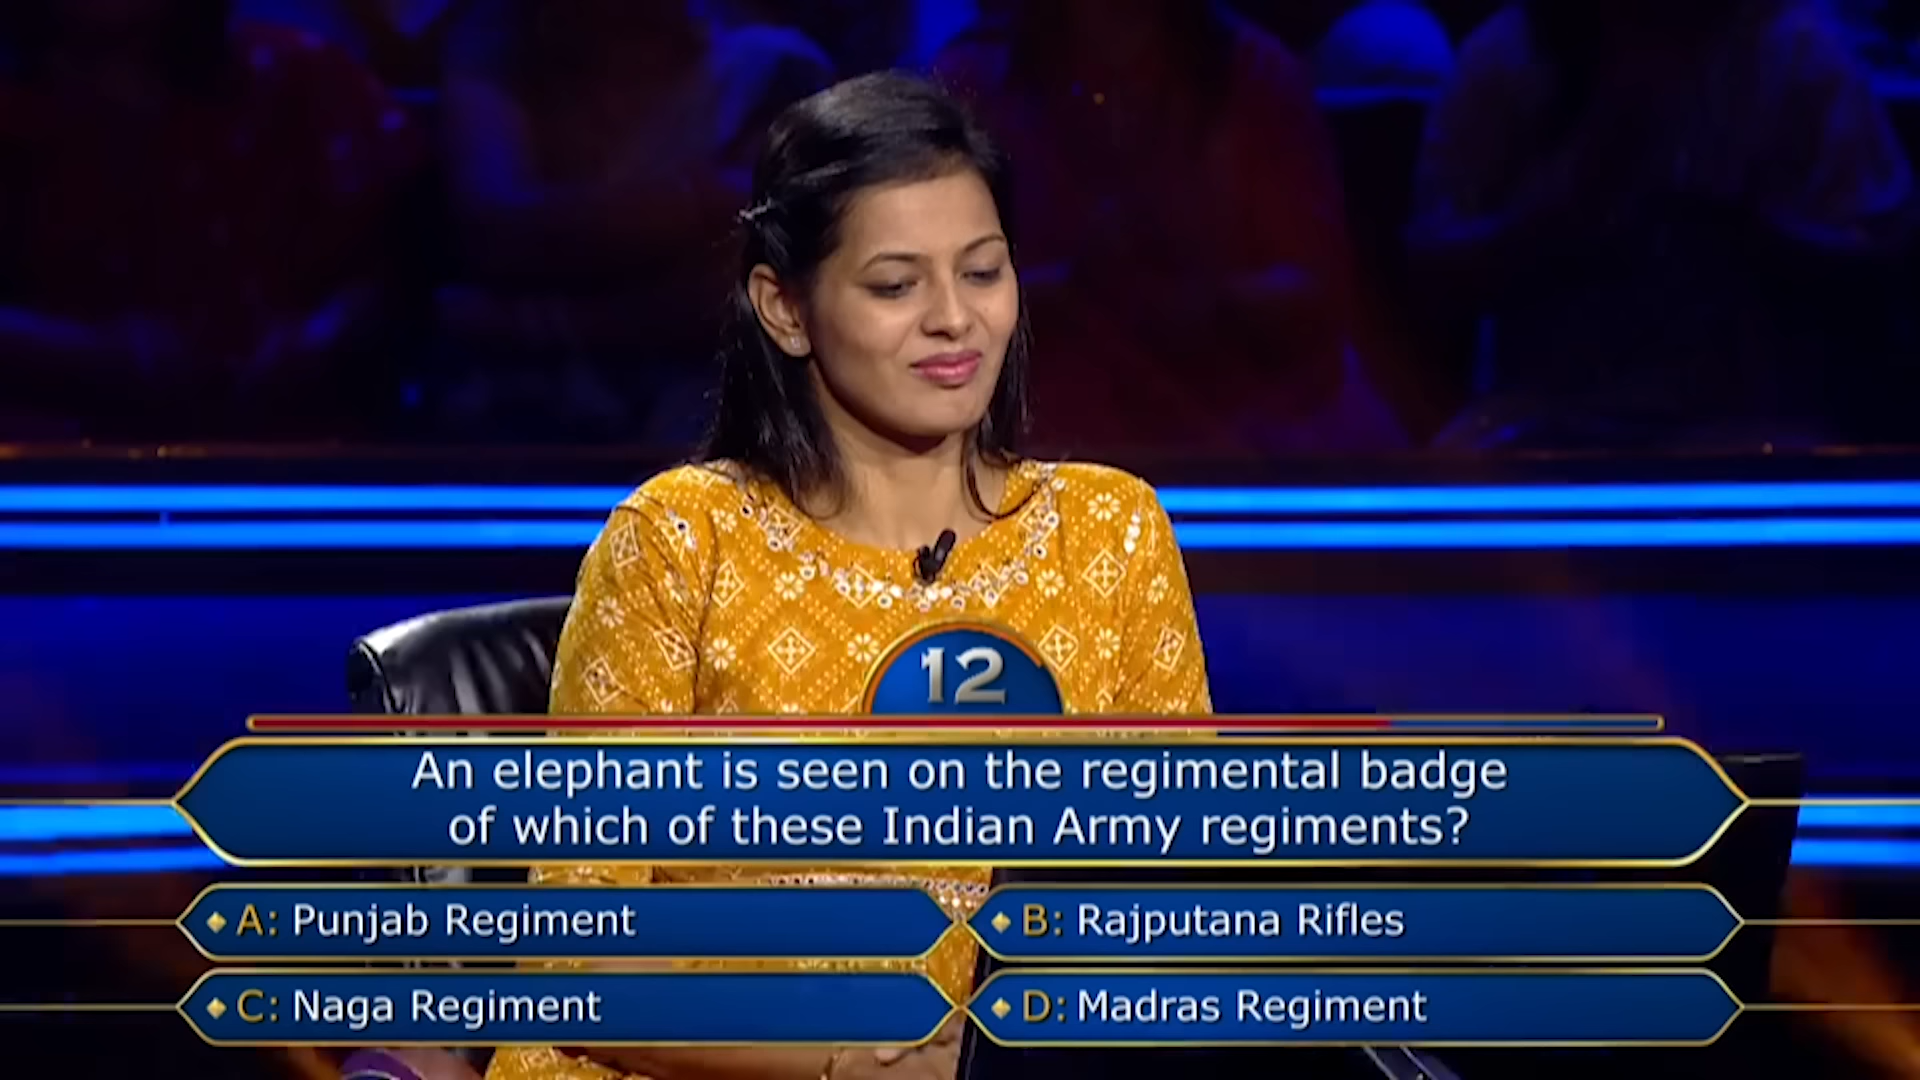 12
An elephant is seen on the regimental badge
of which of these Indian Army regiments?
A: Punjab Regiment
B: Rajputana Rifles
C: Naga Regiment
D: Madras Regiment